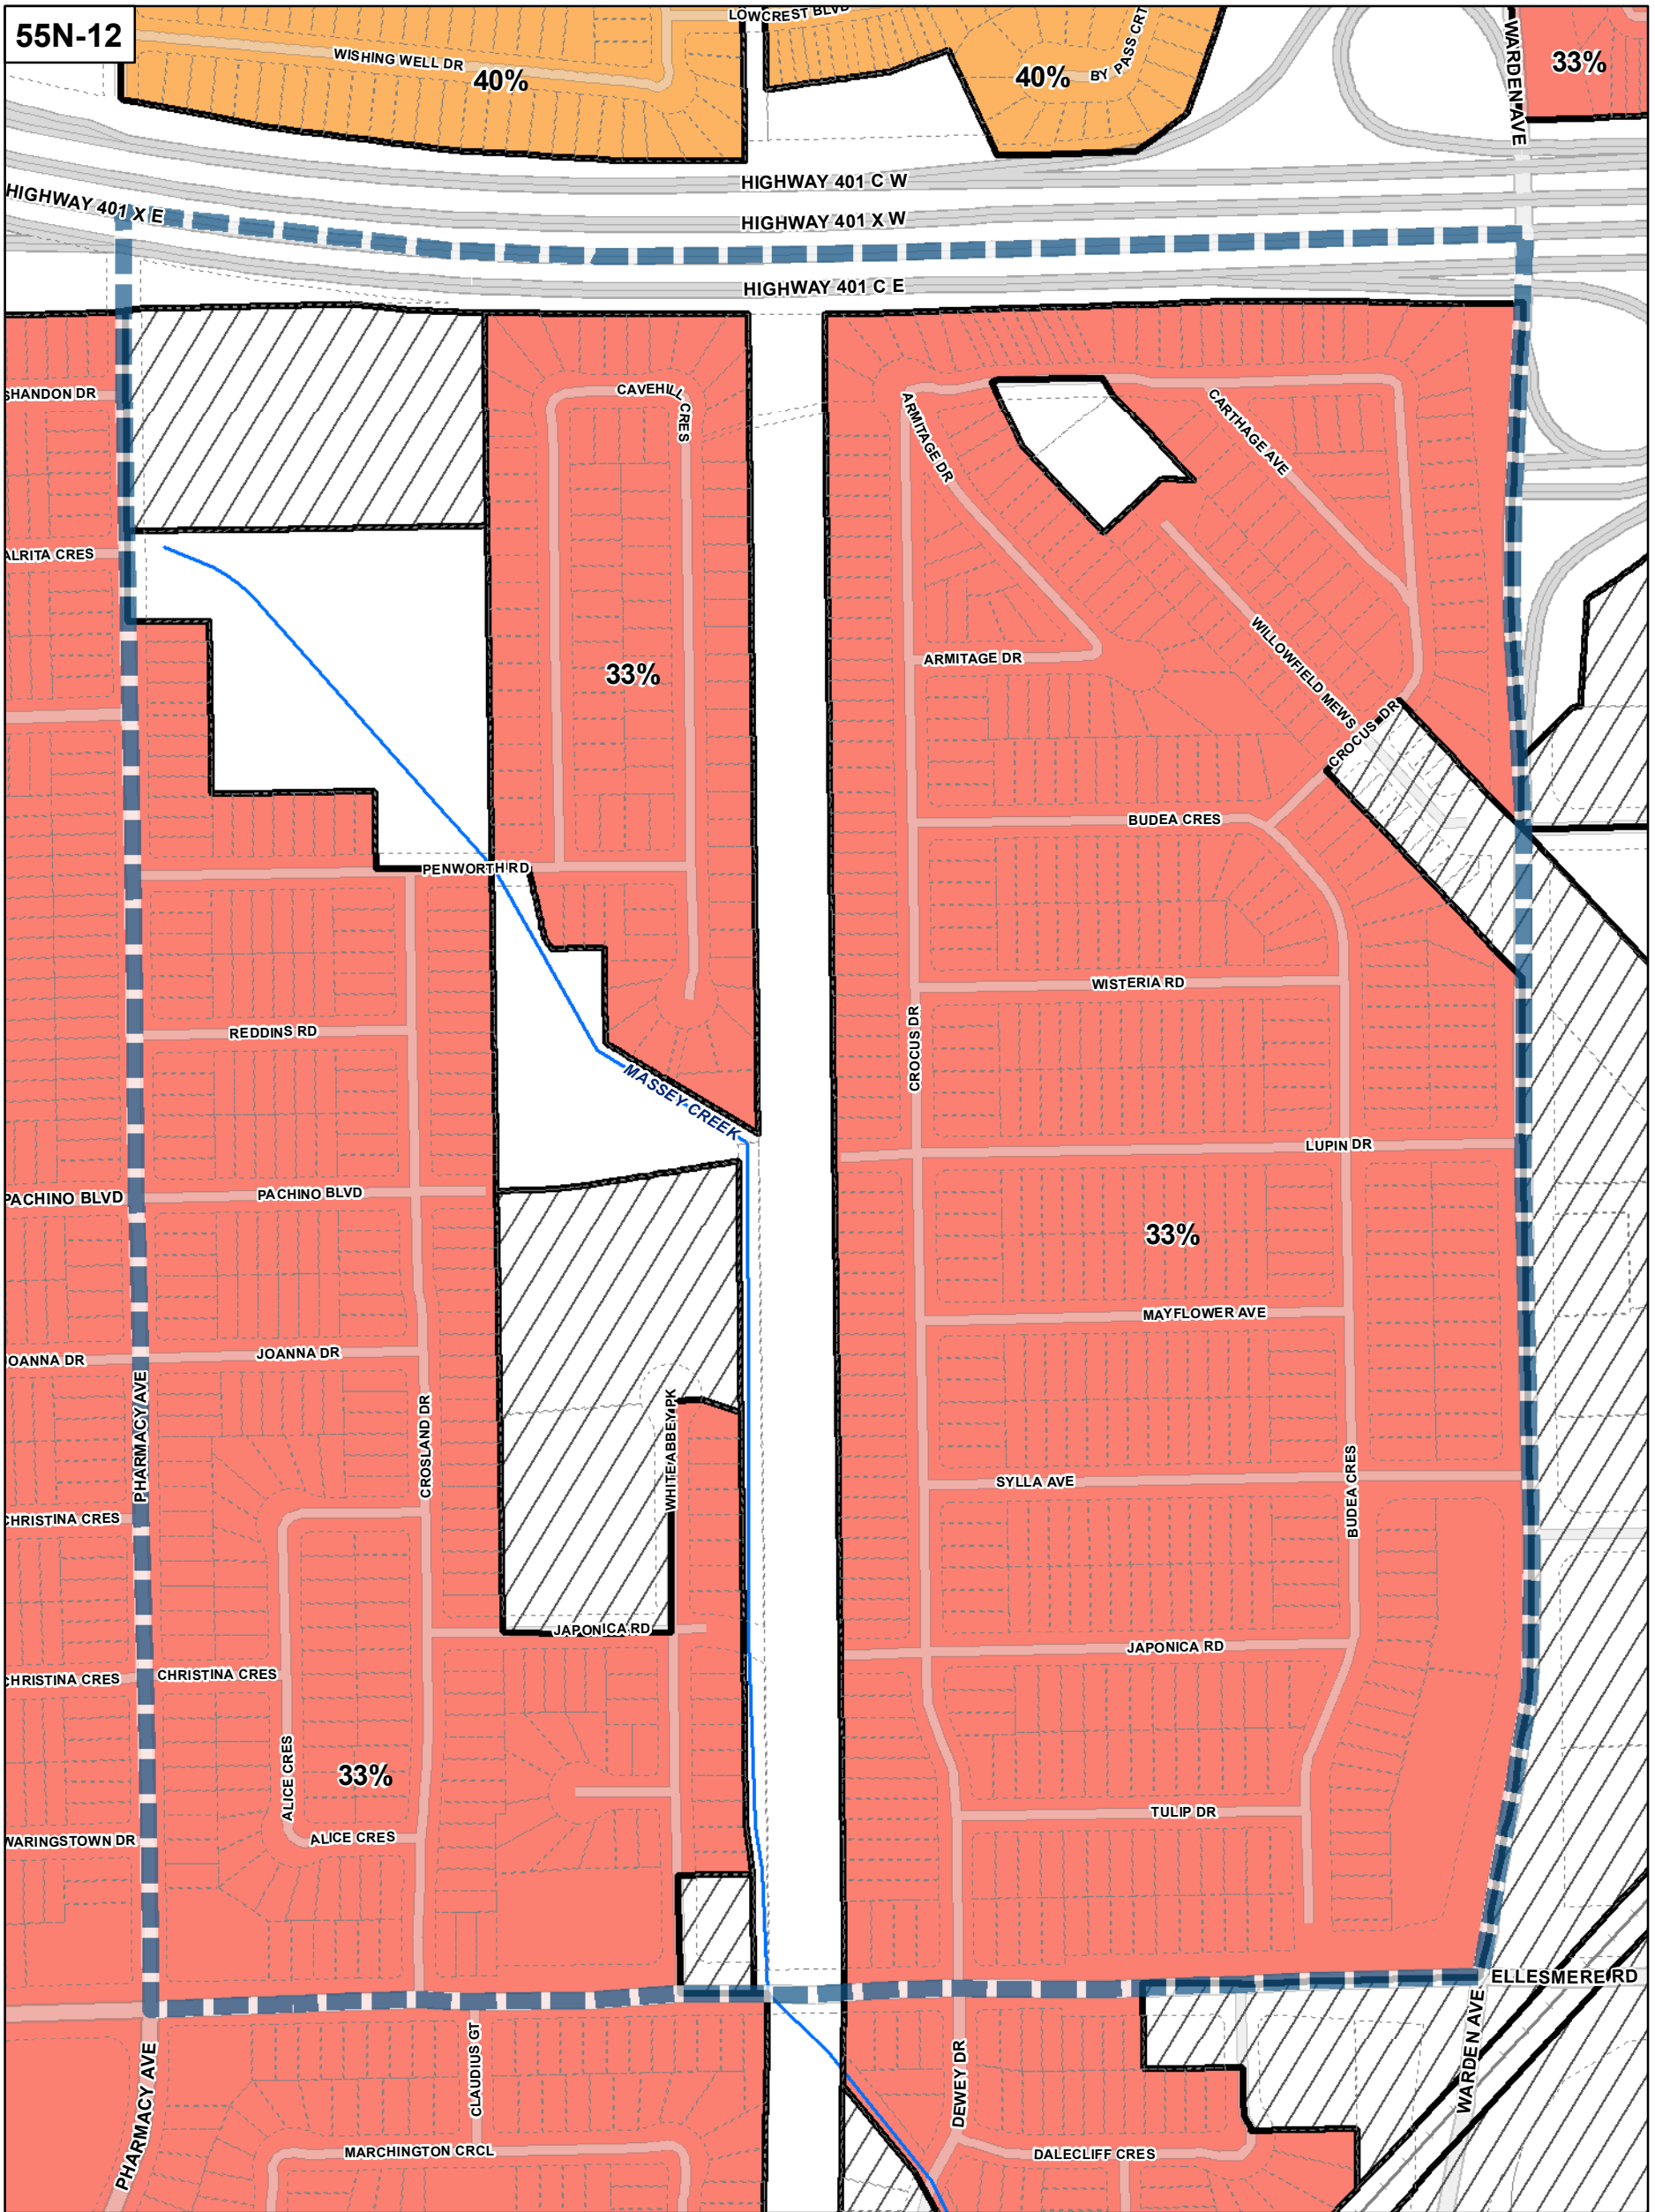 55N-12
LOWCREST BLVD
WISHING WELL DR
40%
40%
BY PASS CRT
WARDEN AVE
33%
HIGHWAY 401 C W
HIGHWAY 401 X E
HIGHWAY 401 X W
HIGHWAY 401 C E
SHANDON DR
CAVEHILL CRES
ARMITAGE DR
CARTHAGE AVE
ALRITA CRES
ARMITAGE DR
33%
WILLOWFIELD MEWS
CROCUS DR
BUDEA CRES
PENWORTH RD
WISTERIA RD
REDDINS RD
CROCUS DR
MASSEY CREEK
LUPIN DR
PACHINO BLVD
PACHINO BLVD
33%
MAYFLOWER AVE
OANNA DR
JOANNA DR
PHARMACY AVE
CROSLAND DR
WHITE ABBEY PK
SYLLA AVE
BUDEA CRES
CHRISTINA CRES
JAPONICA RD
JAPONICA RD
CHRISTINA CRES
CHRISTINA CRES
ALICE CRES
33%
TULIP DR
WARINGSTOWN DR
ALICE CRES
ELLESMERE RD
PHARMACY AVE
CLAUDIUS GT
DEWEY DR
WARDEN AVE
MARCHINGTON CRCL
DALECLIFF CRES